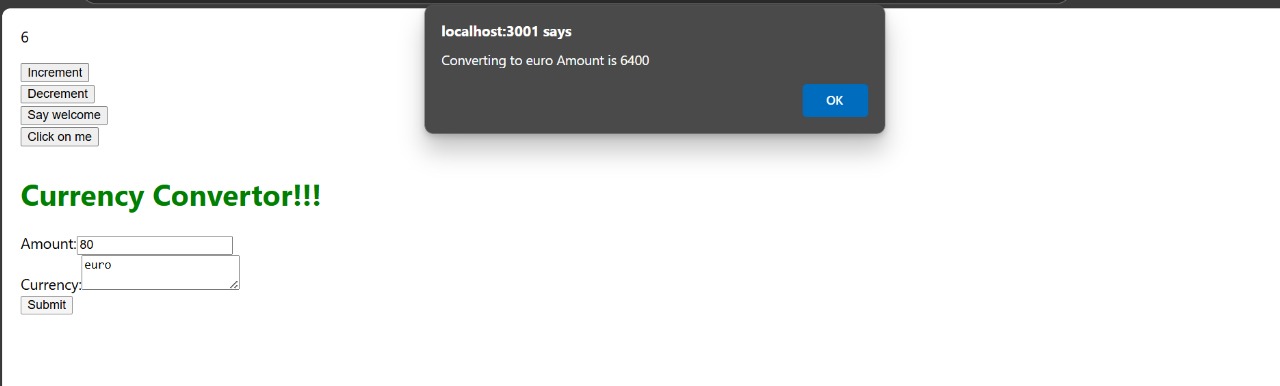 localhost:3001 says
Converting to euro Amount is 6400
OK
6
Increment
Decrement
Say welcome
Click on me
Currency Convertor!!!
Amount:80
euro
Currency:
Submit